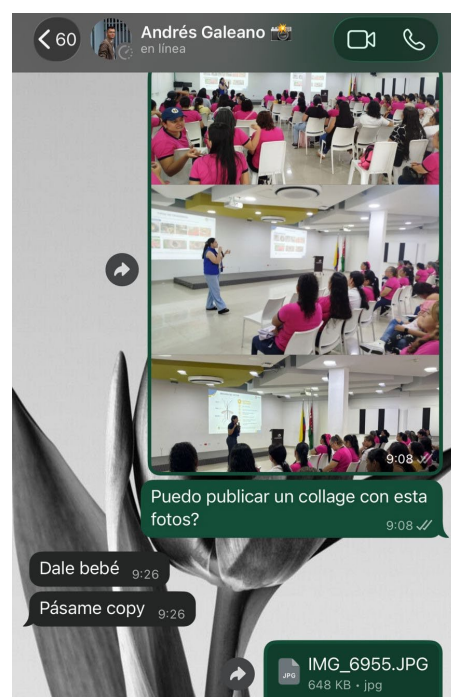 60
Andrés Galeano 📸
en línea
9:08
Puedo publicar un collage con esta
fotos?
9:08
Dale bebé 9:26
Pásame copy 9:26
IMG_6955.JPG
JPG
648 KB • jpg